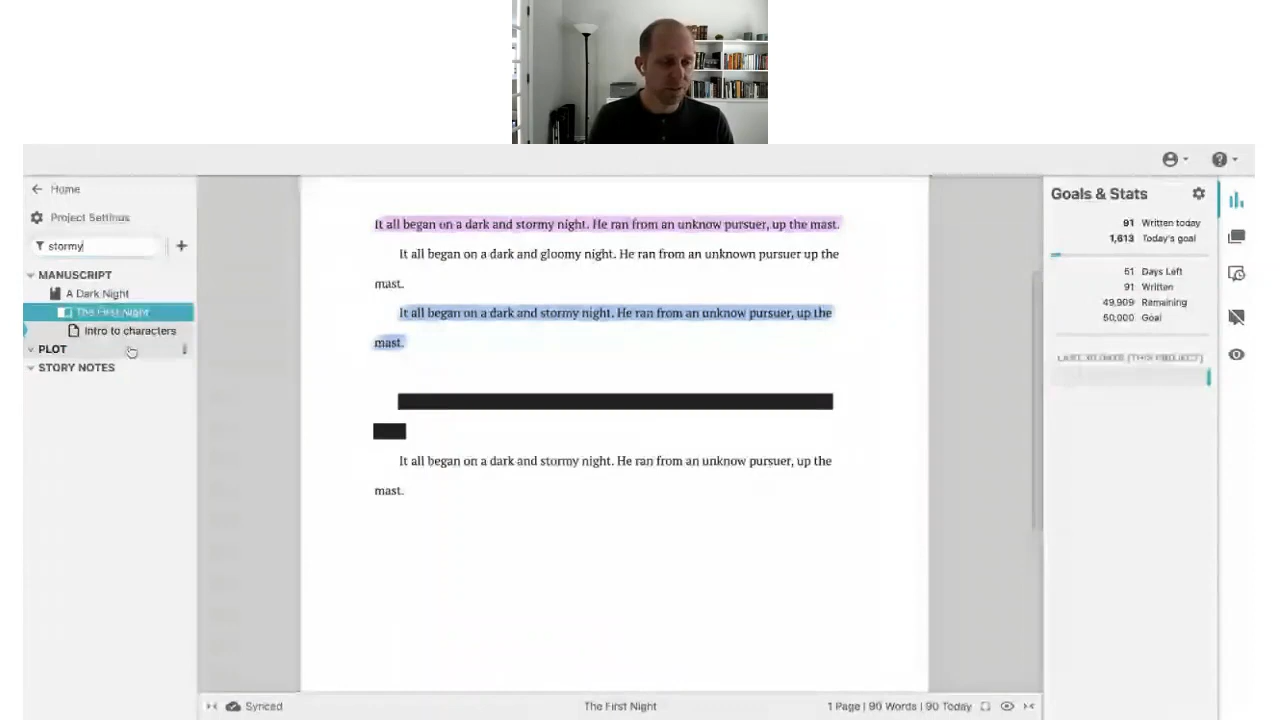 Home
Project Settings
stormy
MANUSCRIPT
A Dark Night
The First Night
Intro to characters
PLOT
STORY NOTES
It all began on a dark and stormy night. He ran from an unknow pursuer, up the mast.
It all began on a dark and gloomy night. He ran from an unknown pursuer up the
mast.
It all began on a dark and stormy night. He ran from an unknow pursuer, up the
mast.
It all began on a dark and stormy night. He ran from an unknow pursuer, up the
mast.
Goals & Stats
91 Written today
1,613 Today's goal
51 Days Left
91 Written
49,909 Remaining
50,000 Goal
(THIS PROJECT)
Synced
The First Night
1 Page | 90 Words | 90 Today